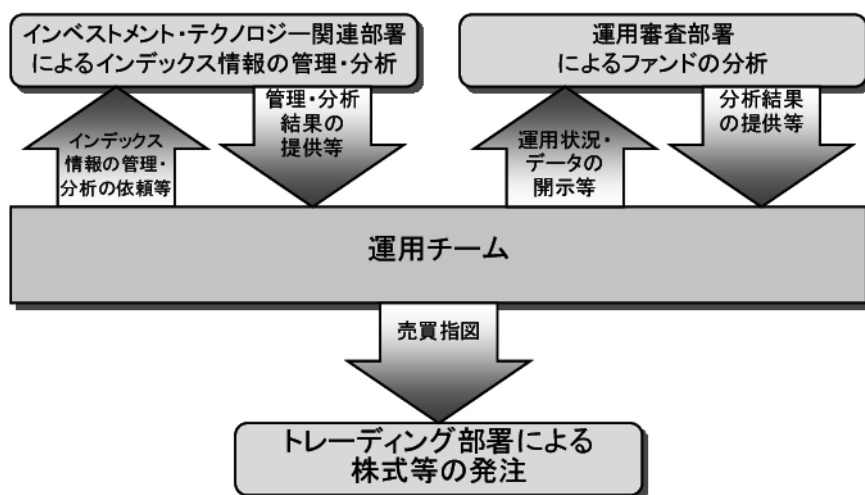 インベストメント・テクノロジー関連部署
によるインデックス情報の管理・分析
運用審査部署
によるファンドの分析
インデックス
情報の管理・
分析の依頼等
管理・分析
結果の
提供等
運用状況・
データの
開示等
分析結果
の提供等
運用チーム
売買指図
トレーディング部署による
株式等の発注